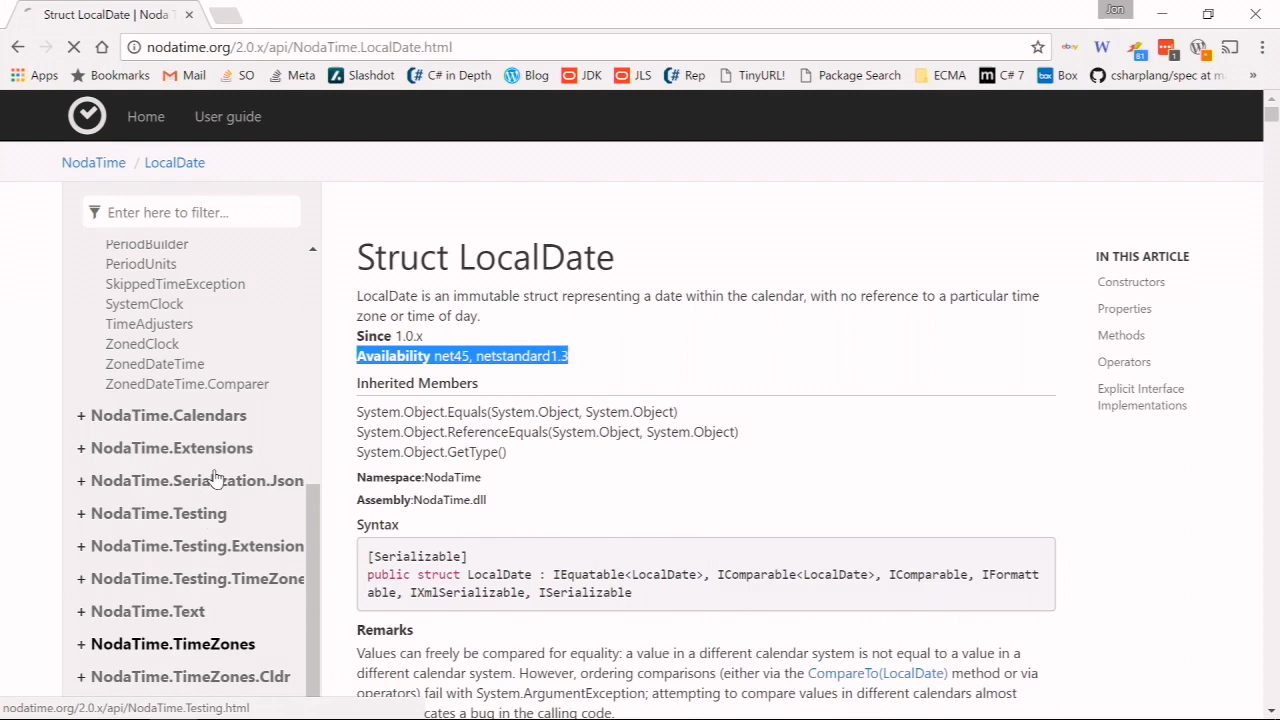 Struct LocalDate | Noda T
Jon
nodatime.org/2.0.x/api/NodaTime.LocalDate.html
ebay
W
81
1
Apps
Bookmarks
Mail
SO
Meta
Slashdot
C# in Depth
Blog
JDK
JLS
Rep
TinyURL!
Package Search
ECMA
C# 7
Box
csharplang/spec at m
»
Home
User guide
NodaTime / LocalDate
Enter here to filter...
PeriodBuilder
PeriodUnits
SkippedTimeException
SystemClock
TimeAdjusters
ZonedClock
ZonedDateTime
ZonedDateTime.Comparer
+ NodaTime.Calendars
+ NodaTime.Extensions
+ NodaTime.Serialization.Json
+ NodaTime.Testing
+ NodaTime.Testing.Extension
+ NodaTime.Testing.TimeZone
+ NodaTime.Text
+ NodaTime.TimeZones
+ NodaTime.TimeZones.Cldr
Struct LocalDate
LocalDate is an immutable struct representing a date within the calendar, with no reference to a particular time
zone or time of day.
Since 1.0.x
Availability net45, netstandard1.3
Inherited Members
System.Object.Equals(System.Object, System.Object)
System.Object.ReferenceEquals(System.Object, System.Object)
System.Object.GetType()
Namespace:NodaTime
Assembly:NodaTime.dll
Syntax
[Serializable]
public struct LocalDate : IEquatable<LocalDate>, IComparable<LocalDate>, IComparable, IFormatt
able, IXmlSerializable, ISerializable
Remarks
Values can freely be compared for equality: a value in a different calendar system is not equal to a value in a
different calendar system. However, ordering comparisons (either via the CompareTo(LocalDate) method or via
operators) fail with System.ArgumentException; attempting to compare values in different calendars almost
cates a bug in the calling code.
IN THIS ARTICLE
Constructors
Properties
Methods
Operators
Explicit Interface
Implementations
nodatime.org/2.0.x/api/NodaTime.Testing.html